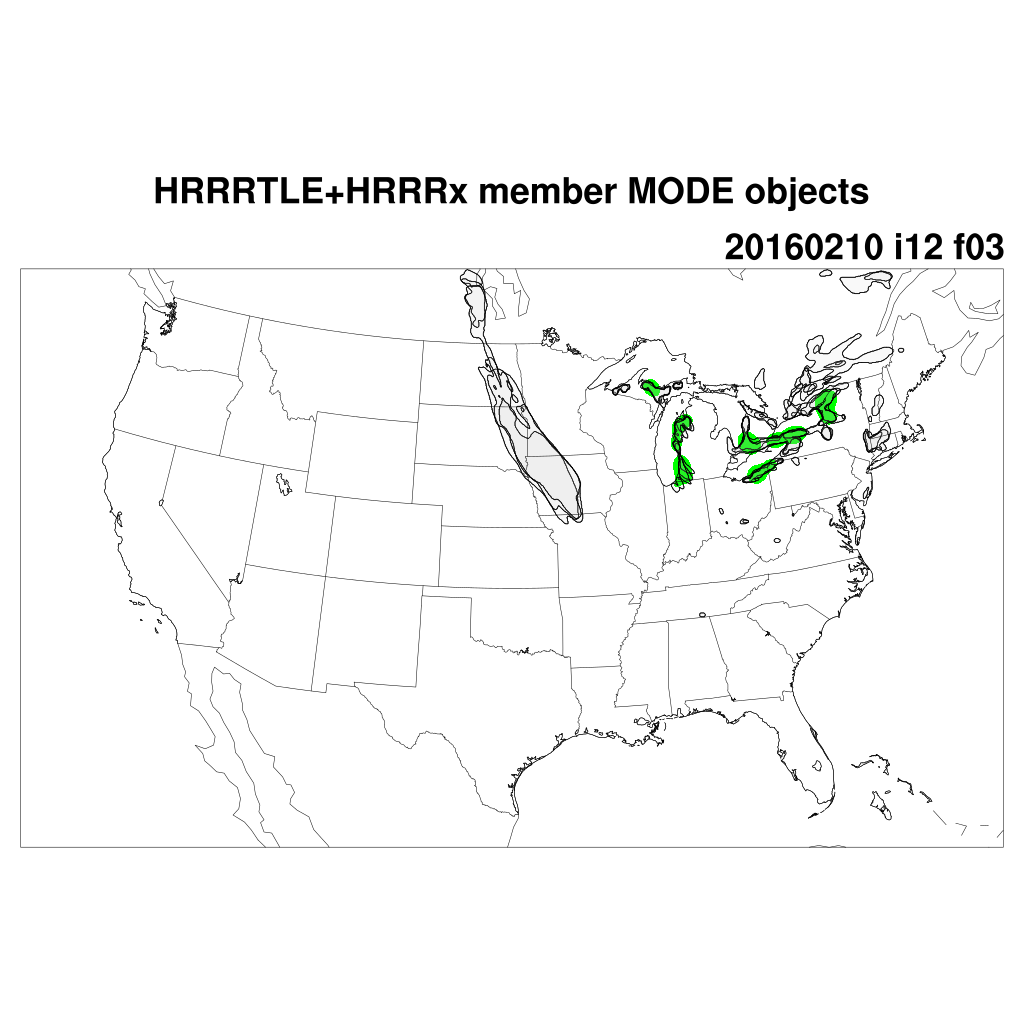 HRRRTLE+HRRRx member MODE objects
20160210 i12 f03